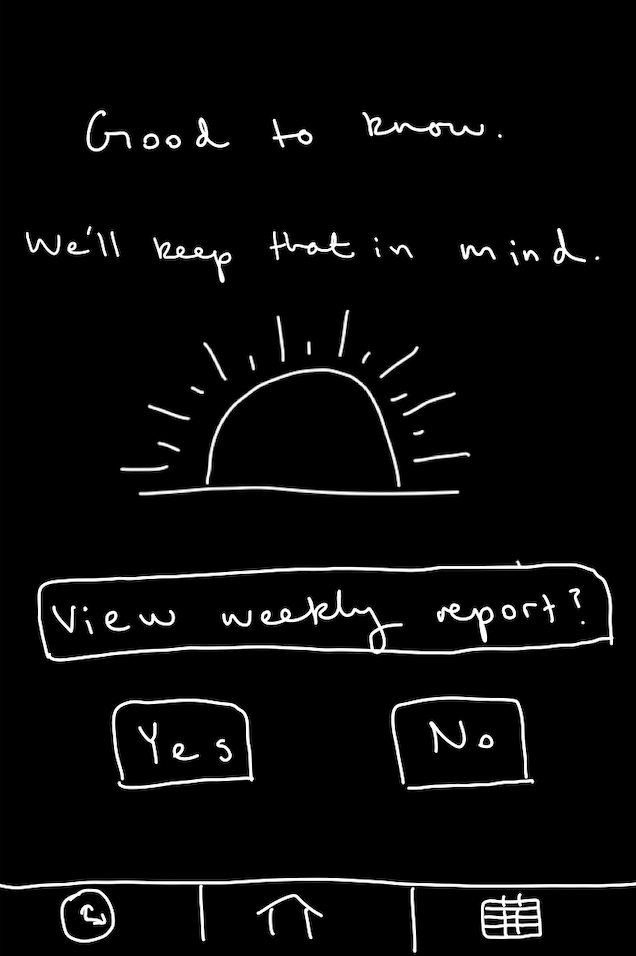 Good to know.
We'll keep that in mind.
View weekly report?
Yes
No